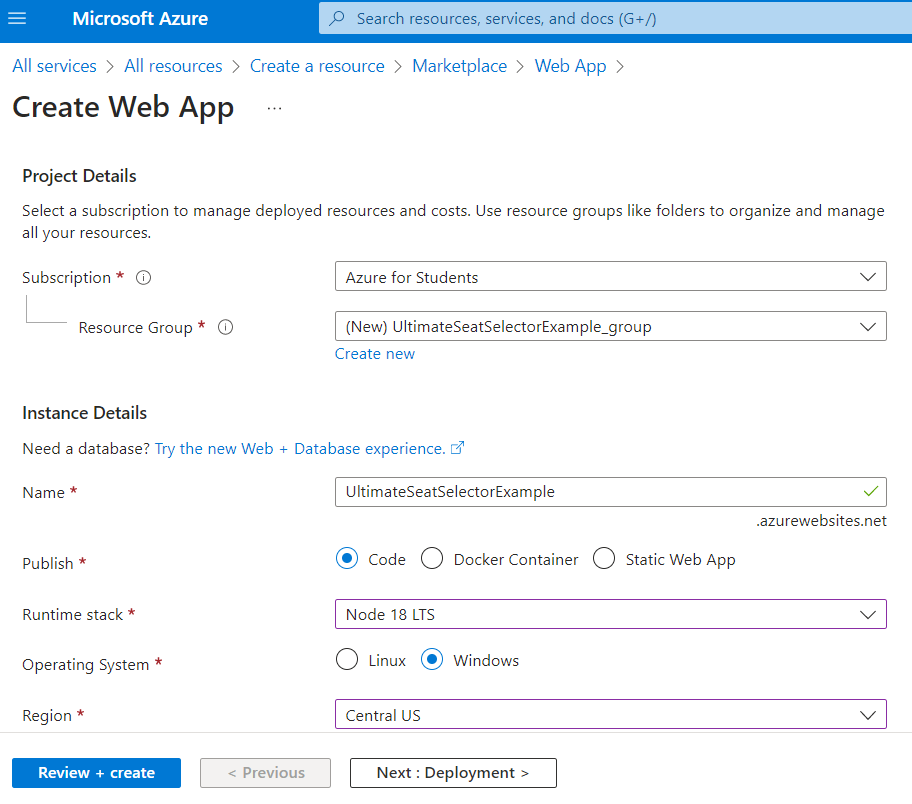 Microsoft Azure
Search resources, services, and docs (G+/)
All services > All resources > Create a resource > Marketplace > Web App >
Create Web App ...
Project Details
Select a subscription to manage deployed resources and costs. Use resource groups like folders to organize and manage
all your resources.
Subscription *
Azure for Students
Resource Group *
(New) UltimateSeatSelectorExample_group
Create new
Instance Details
Need a database? Try the new Web + Database experience.
Name *
UltimateSeatSelectorExample
.azurewebsites.net
Publish *
Code Docker Container Static Web App
Runtime stack *
Node 18 LTS
Operating System *
Linux Windows
Region *
Central US
Review + create
< Previous
Next : Deployment >